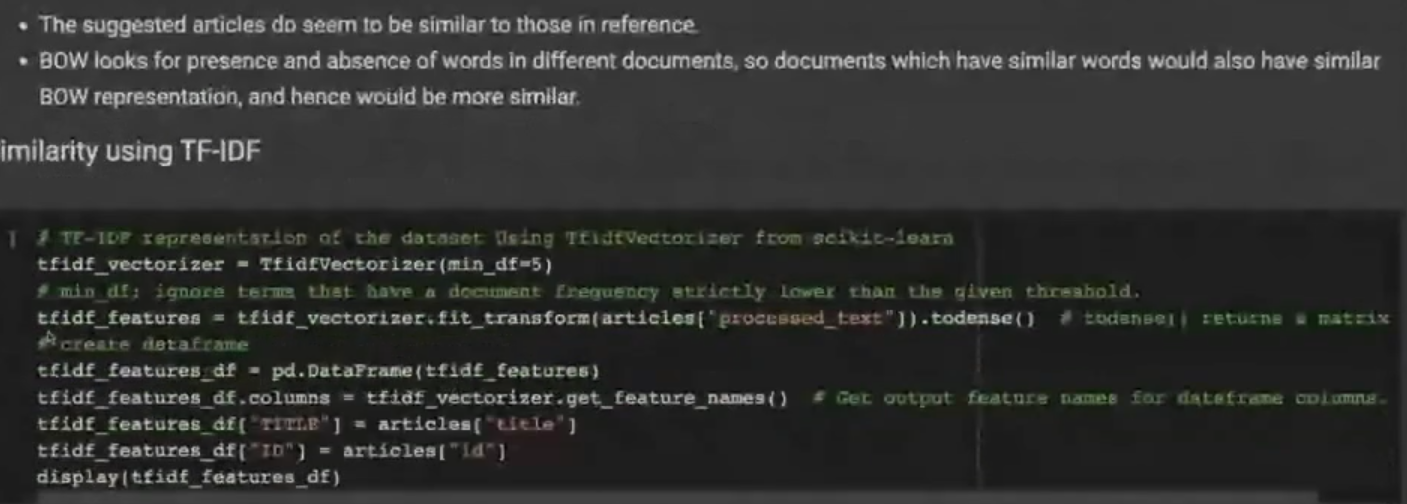 • The suggested articles do seem to be similar to those in reference.
• BOW looks for presence and absence of words in different documents, so documents which have similar words would also have similar
BOW representation, and hence would be more similar.
imilarity using TF-IDF
] # TF-IDF representation of the dataset Using TfidfVectorizer from scikit-learn
tfidf_vectorizer = TfidfVectorizer(min_df=5)
# min_df: ignore terms that have a document frequency strictly lower than the given threshold.
tfidf_features = tfidf_vectorizer.fit_transform(articles["processed_text"]).todense() # todense() returns a matrix
# create dataframe
tfidf_features_df = pd.DataFrame(tfidf_features)
tfidf_features_df.columns = tfidf_vectorizer.get_feature_names() # Get output feature names for dataframe columns.
tfidf_features_df["TITLE"] = articles["title"]
tfidf_features_df["ID"] = articles["id"]
display(tfidf_features_df)